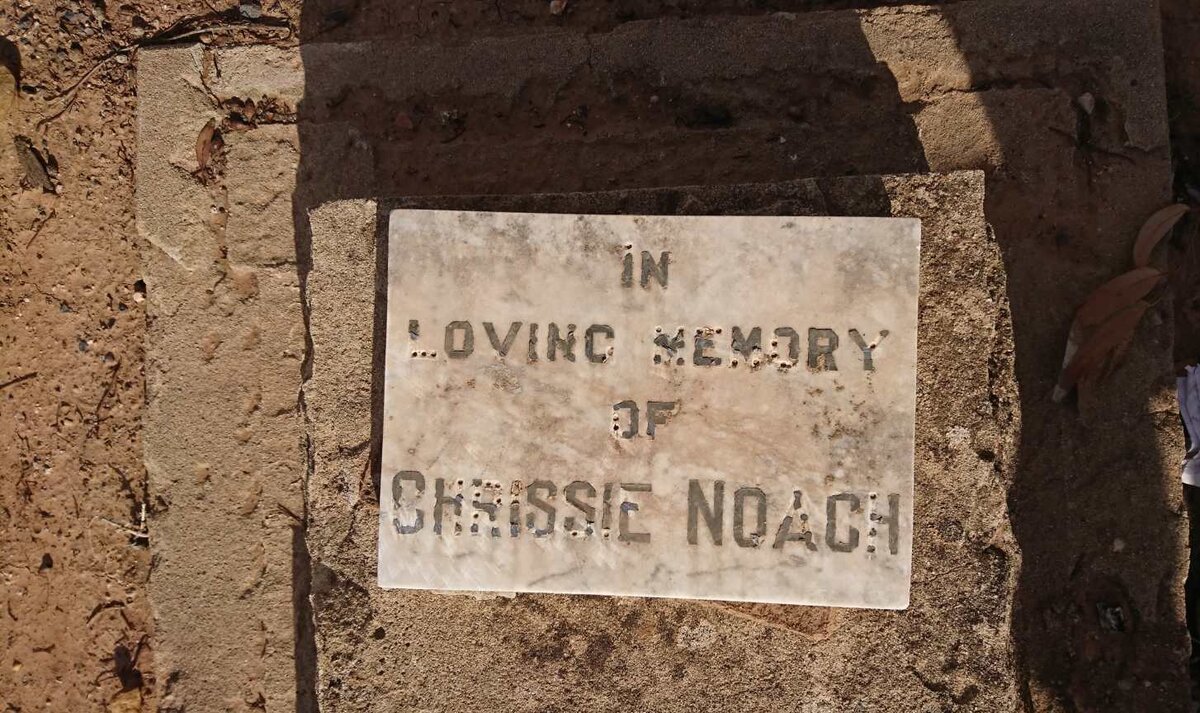 IN
LOVING MEMORY
OF
CHRISSIE NOACH